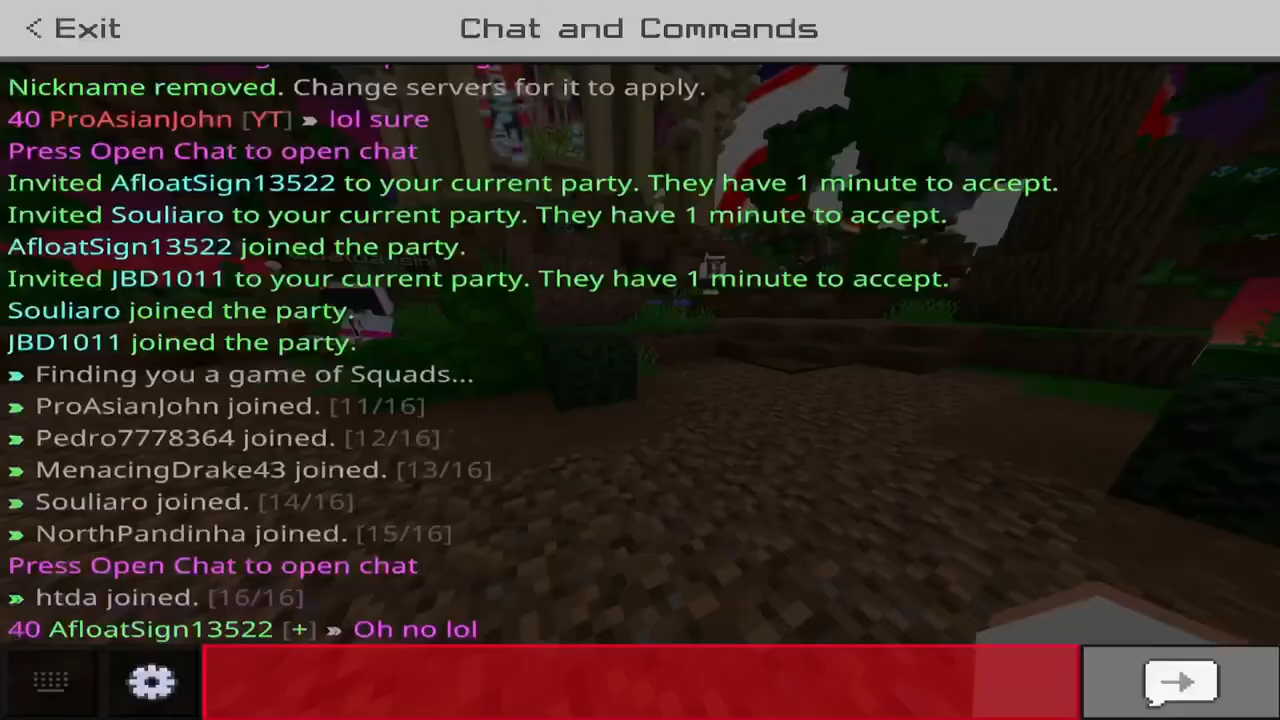 < Exit
Chat and Commands
Nickname removed. Change servers for it to apply.
40 ProAsianJohn [YT] » lol sure
Press Open Chat to open chat
Invited AfloatSign13522 to your current party. They have 1 minute to accept.
Invited Souliaro to your current party. They have 1 minute to accept.
AfloatSign13522 joined the party.
Invited JBD1011 to your current party. They have 1 minute to accept.
Souliaro joined the party.
JBD1011 joined the party.
» Finding you a game of Squads...
» ProAsianJohn joined. [11/16]
» Pedro7778364 joined. [12/16]
» MenacingDrake43 joined. [13/16]
» Souliaro joined. [14/16]
» NorthPandinha joined. [15/16]
Press Open Chat to open chat
» htda joined. [16/16]
40 AfloatSign13522 [+] » Oh no lol